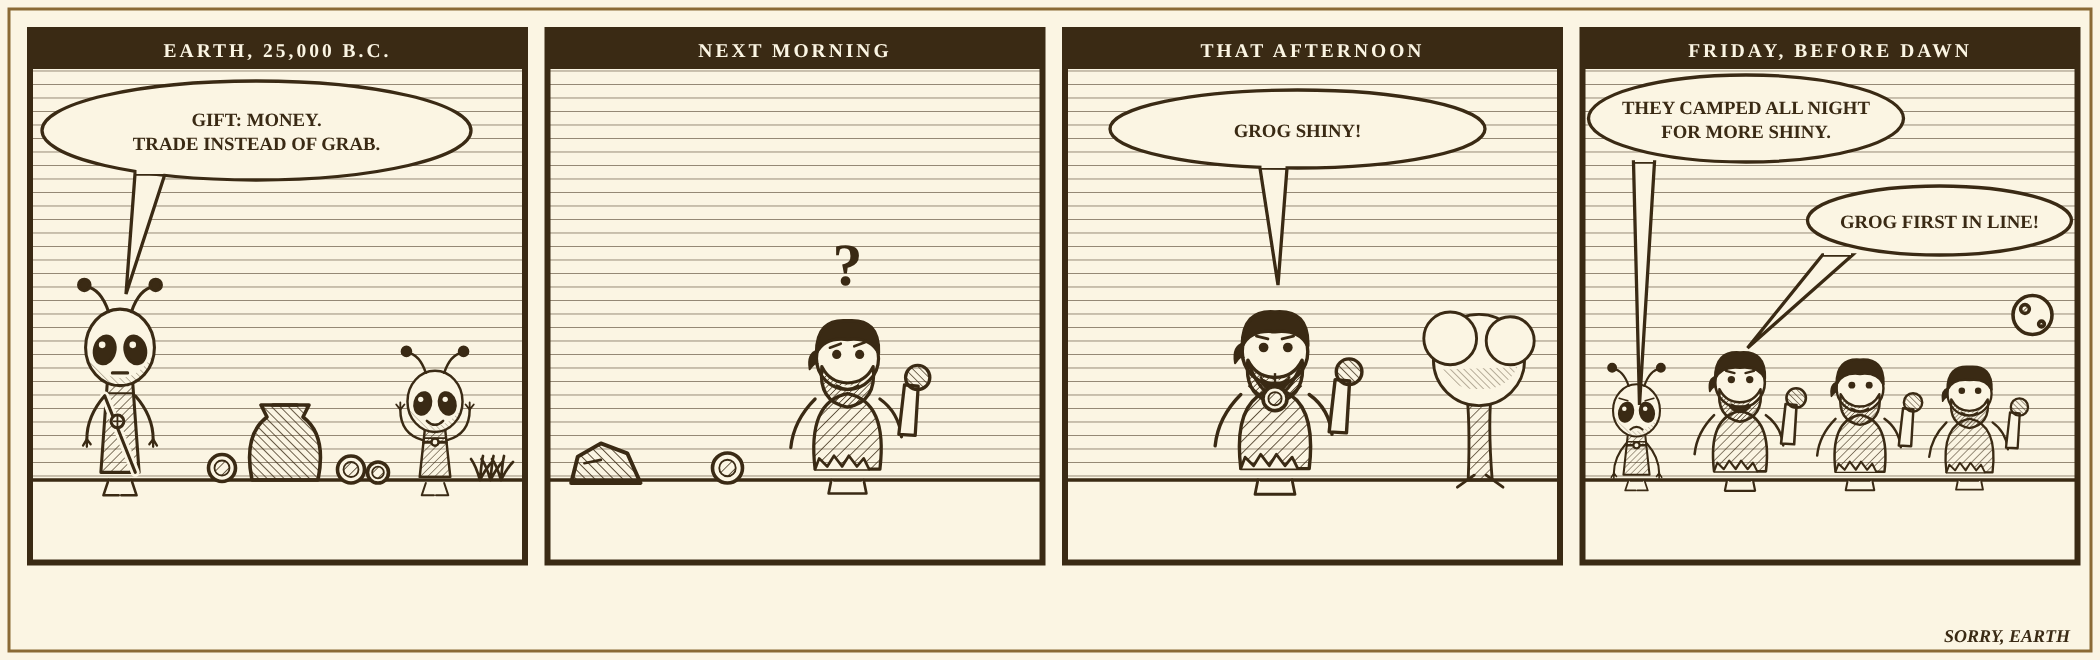 EARTH, 25,000 B.C.
GIFT: MONEY.
TRADE INSTEAD OF GRAB.
NEXT MORNING
?
THAT AFTERNOON
GROG SHINY!
FRIDAY, BEFORE DAWN
THEY CAMPED ALL NIGHT
FOR MORE SHINY.
GROG FIRST IN LINE!
SORRY, EARTH